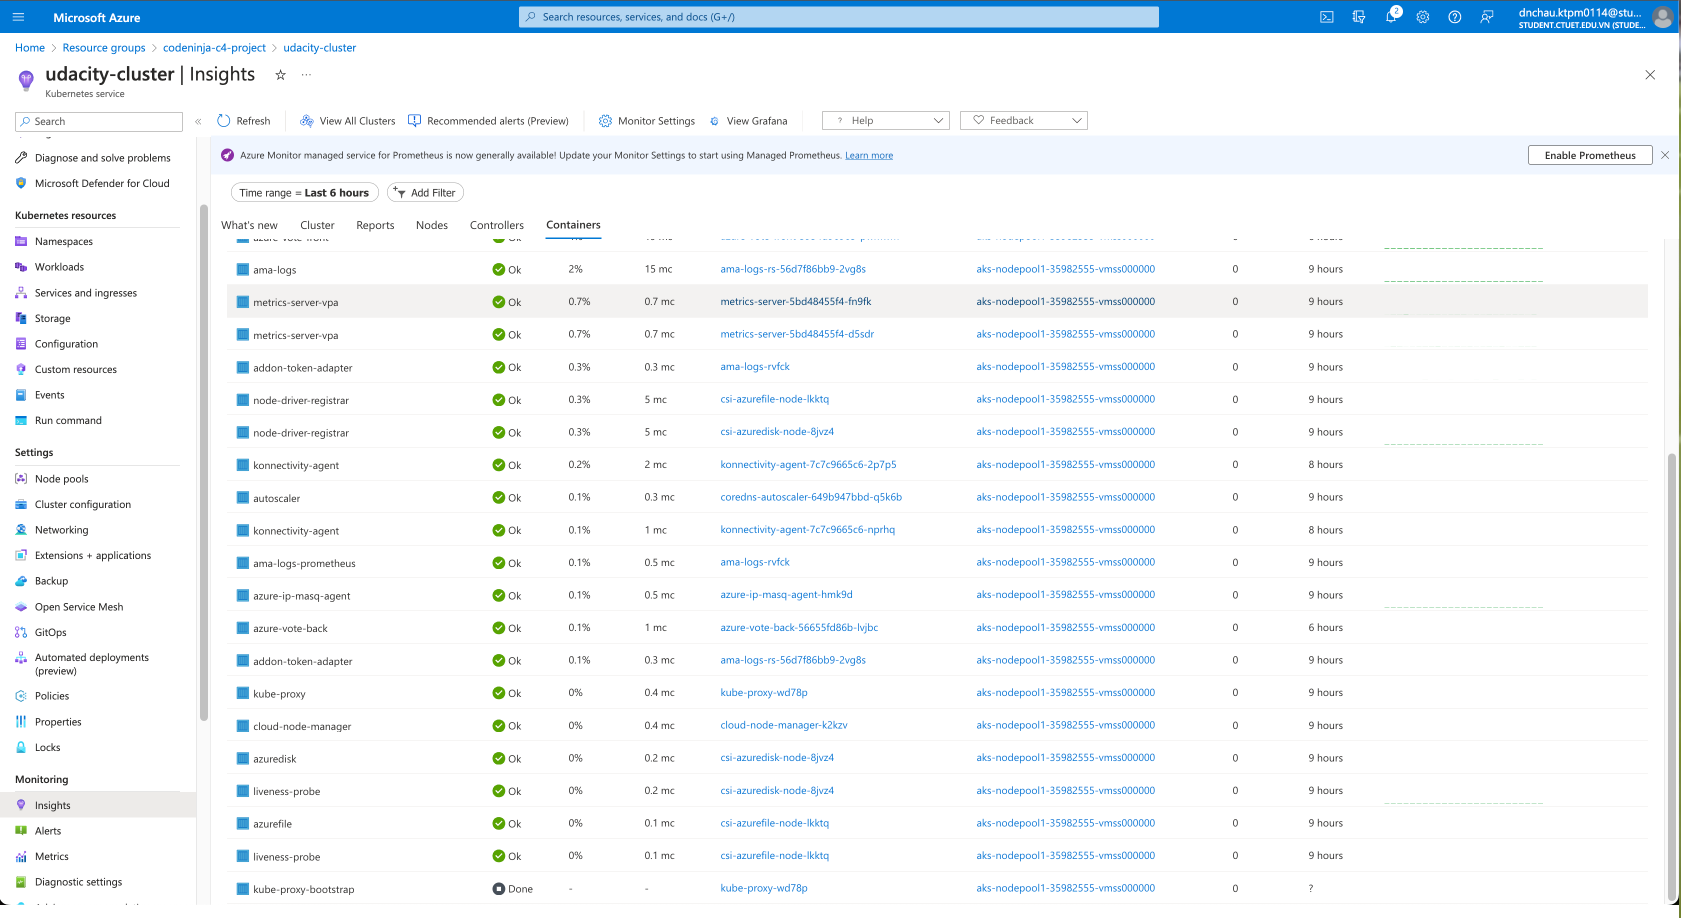 Microsoft Azure
Search resources, services, and docs (G+/)
2
dnchau.ktpm0114@stu...
STUDENT.CTUET.EDU.VN (STUDE...
Home > Resource groups > codeninja-c4-project > udacity-cluster
udacity-cluster | Insights
Kubernetes service
Search
Refresh
View All Clusters
Recommended alerts (Preview)
Monitor Settings
View Grafana
? Help
Feedback
Azure Monitor managed service for Prometheus is now generally available! Update your Monitor Settings to start using Managed Prometheus. Learn more
Enable Prometheus
Time range = Last 6 hours
Add Filter
What's new Cluster Reports Nodes Controllers Containers
Diagnose and solve problems
Microsoft Defender for Cloud
Kubernetes resources
Namespaces
Workloads
Services and ingresses
Storage
Configuration
Custom resources
Events
Run command
Settings
Node pools
Cluster configuration
Networking
Extensions + applications
Backup
Open Service Mesh
GitOps
Automated deployments
(preview)
Policies
Properties
Locks
Monitoring
Insights
Alerts
Metrics
Diagnostic settings
azure-vote-front Ok
ama-logs Ok 2% 15 mc ama-logs-rs-56d7f86bb9-2vg8s aks-nodepool1-35982555-vmss000000 0 9 hours
metrics-server-vpa Ok 0.7% 0.7 mc metrics-server-5bd48455f4-fn9fk aks-nodepool1-35982555-vmss000000 0 9 hours
metrics-server-vpa Ok 0.7% 0.7 mc metrics-server-5bd48455f4-d5sdr aks-nodepool1-35982555-vmss000000 0 9 hours
addon-token-adapter Ok 0.3% 0.3 mc ama-logs-rvfck aks-nodepool1-35982555-vmss000000 0 9 hours
node-driver-registrar Ok 0.3% 5 mc csi-azurefile-node-lkktq aks-nodepool1-35982555-vmss000000 0 9 hours
node-driver-registrar Ok 0.3% 5 mc csi-azuredisk-node-8jvz4 aks-nodepool1-35982555-vmss000000 0 9 hours
konnectivity-agent Ok 0.2% 2 mc konnectivity-agent-7c7c9665c6-2p7p5 aks-nodepool1-35982555-vmss000000 0 8 hours
autoscaler Ok 0.1% 0.3 mc coredns-autoscaler-649b947bbd-q5k6b aks-nodepool1-35982555-vmss000000 0 9 hours
konnectivity-agent Ok 0.1% 1 mc konnectivity-agent-7c7c9665c6-nprhq aks-nodepool1-35982555-vmss000000 0 8 hours
ama-logs-prometheus Ok 0.1% 0.5 mc ama-logs-rvfck aks-nodepool1-35982555-vmss000000 0 9 hours
azure-ip-masq-agent Ok 0.1% 0.5 mc azure-ip-masq-agent-hmk9d aks-nodepool1-35982555-vmss000000 0 9 hours
azure-vote-back Ok 0.1% 1 mc azure-vote-back-56655fd86b-lvjbc aks-nodepool1-35982555-vmss000000 0 6 hours
addon-token-adapter Ok 0.1% 0.3 mc ama-logs-rs-56d7f86bb9-2vg8s aks-nodepool1-35982555-vmss000000 0 9 hours
kube-proxy Ok 0% 0.4 mc kube-proxy-wd78p aks-nodepool1-35982555-vmss000000 0 9 hours
cloud-node-manager Ok 0% 0.4 mc cloud-node-manager-k2kzv aks-nodepool1-35982555-vmss000000 0 9 hours
azuredisk Ok 0% 0.2 mc csi-azuredisk-node-8jvz4 aks-nodepool1-35982555-vmss000000 0 9 hours
liveness-probe Ok 0% 0.2 mc csi-azuredisk-node-8jvz4 aks-nodepool1-35982555-vmss000000 0 9 hours
azurefile Ok 0% 0.1 mc csi-azurefile-node-lkktq aks-nodepool1-35982555-vmss000000 0 9 hours
liveness-probe Ok 0% 0.1 mc csi-azurefile-node-lkktq aks-nodepool1-35982555-vmss000000 0 9 hours
kube-proxy-bootstrap Done - - kube-proxy-wd78p aks-nodepool1-35982555-vmss000000 0 ?